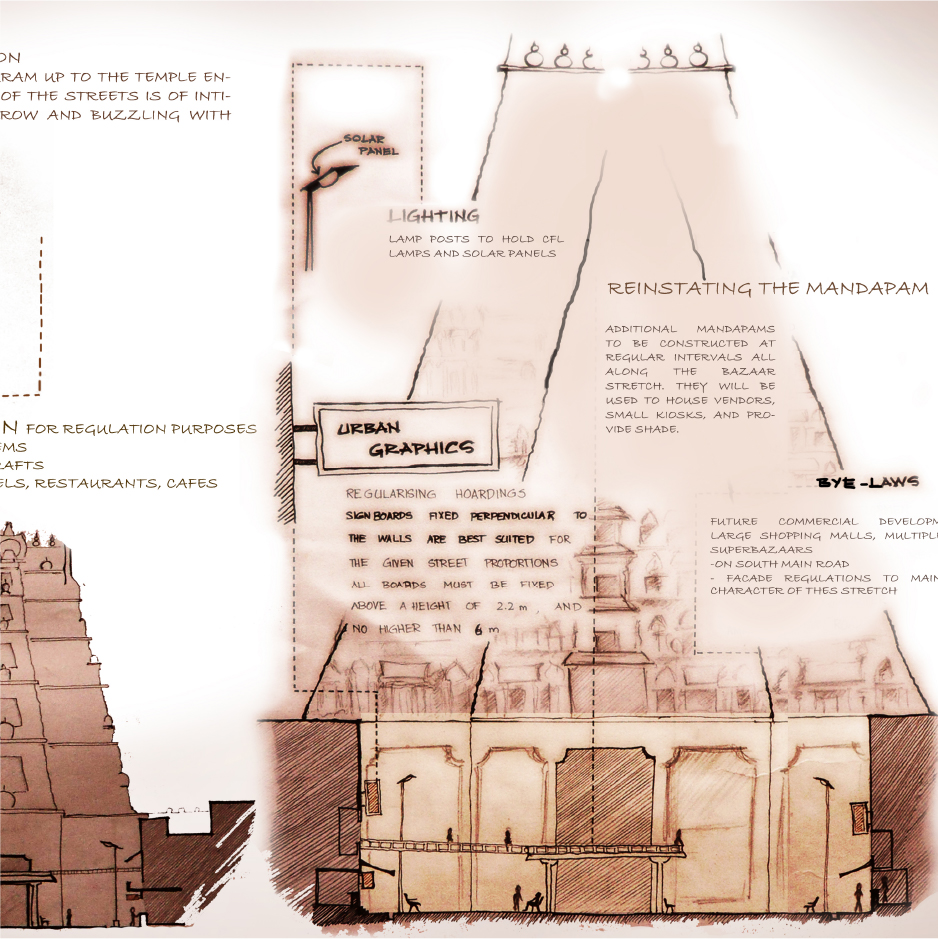 ON
RAM UP TO THE TEMPLE EN-
OF THE STREETS IS OF INTI-
ROW AND BUZZLING WITH
N FOR REGULATION PURPOSES
EMS
RAFTS
ELS, RESTAURANTS, CAFES
SOLAR
PANEL
LIGHTING
LAMP POSTS TO HOLD CFL
LAMPS AND SOLAR PANELS
REINSTATING THE MANDAPAM
ADDITIONAL MANDAPAMS
TO BE CONSTRUCTED AT
REGULAR INTERVALS ALL
ALONG THE BAZAAR
STRETCH. THEY WILL BE
USED TO HOUSE VENDORS,
SMALL KIOSKS, AND PRO-
VIDE SHADE.
URBAN
GRAPHICS
REGULARISING HOARDINGS
SIGN BOARDS FIXED PERPENDICULAR TO
THE WALLS ARE BEST SUITED FOR
THE GIVEN STREET PROPORTIONS
ALL BOARDS MUST BE FIXED
ABOVE A HEIGHT OF 2.2 m, AND
NO HIGHER THAN 6 m
BYE-LAWS
FUTURE COMMERCIAL DEVELOPM
LARGE SHOPPING MALLS, MULTIPLE
SUPERBAZAARS
-ON SOUTH MAIN ROAD
- FACADE REGULATIONS TO MAIN
CHARACTER OF THES STRETCH